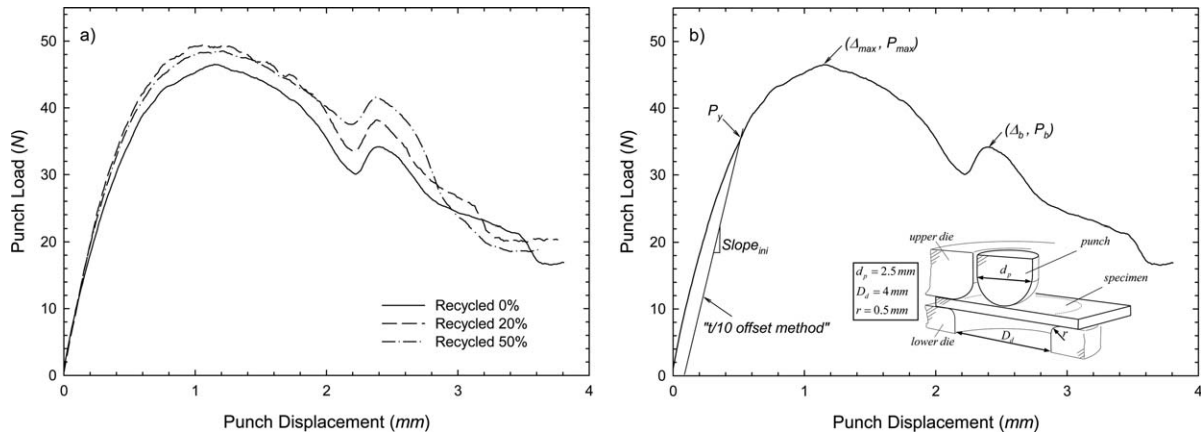 a)
50
40
30
20
10
0
Punch Load (N)
Recycled 0%
Recycled 20%
Recycled 50%
0 1 2 3 4
Punch Displacement (mm)
b)
50
40
30
20
10
0
Punch Load (N)
(Δmax, Pmax)
Py
(Δb, Pb)
Slopeini
"t/10 offset method"
upper die
punch
dp
specimen
dp = 2.5 mm
Dd = 4 mm
r = 0.5 mm
lower die
Dd
r
0 1 2 3 4
Punch Displacement (mm)